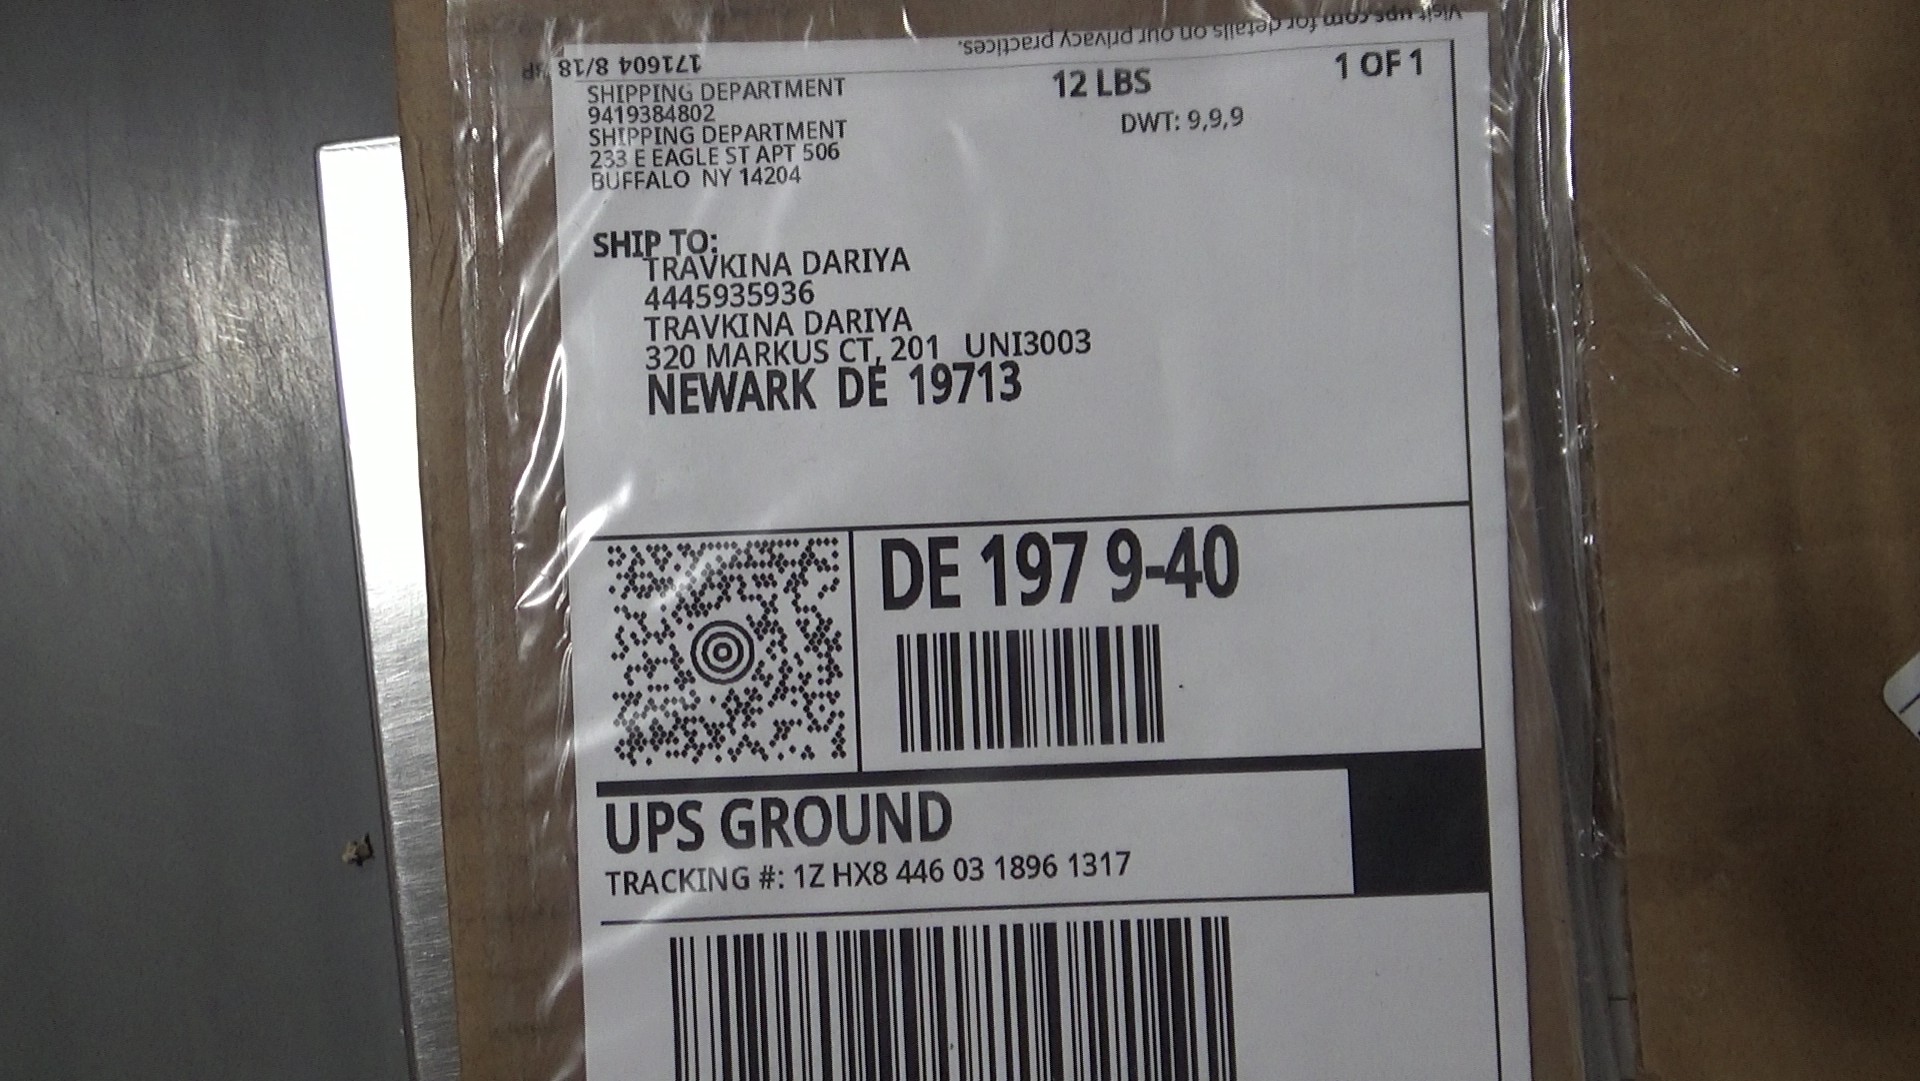 Visit ups.com for details on our privacy practices.
171604 8/18
SHIPPING DEPARTMENT
9419384802
SHIPPING DEPARTMENT
233 E EAGLE ST APT 506
BUFFALO NY 14204
12 LBS
1 OF 1
DWT: 9,9,9
SHIP TO:
TRAVKINA DARIYA
4445935936
TRAVKINA DARIYA
320 MARKUS CT, 201 UNI3003
NEWARK DE 19713
DE 197 9-40
UPS GROUND
TRACKING #: 1Z HX8 446 03 1896 1317